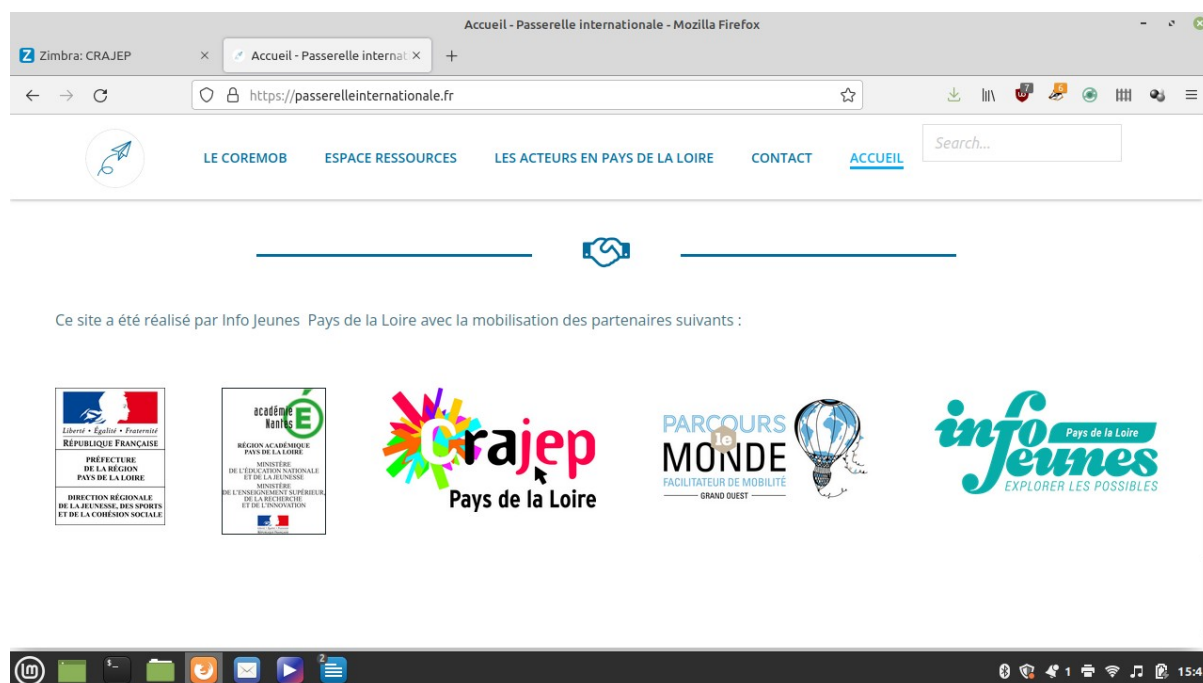 Accueil - Passerelle internationale - Mozilla Firefox
Zimbra: CRAJEP
Accueil - Passerelle internat
https://passerelleinternationale.fr
7
6
LE COREMOB
ESPACE RESSOURCES
LES ACTEURS EN PAYS DE LA LOIRE
CONTACT
ACCUEIL
Search...
Ce site a été réalisé par Info Jeunes Pays de la Loire avec la mobilisation des partenaires suivants :
Liberté • Égalité • Fraternité
RÉPUBLIQUE FRANÇAISE
PRÉFECTURE
DE LA RÉGION
PAYS DE LA LOIRE
DIRECTION RÉGIONALE
DE LA JEUNESSE, DES SPORTS
ET DE LA COHÉSION SOCIALE
académie
Nantes
É
RÉGION ACADÉMIQUE
PAYS DE LA LOIRE
MINISTÈRE
DE L'ÉDUCATION NATIONALE
ET DE LA JEUNESSE
MINISTÈRE
DE L'ENSEIGNEMENT SUPÉRIEUR,
DE LA RECHERCHE
ET DE L'INNOVATION
Crajep
Pays de la Loire
PARCOURS
le
MONDE
FACILITATEUR DE MOBILITÉ
GRAND OUEST
info
Pays de la Loire
jeunes
EXPLORER LES POSSIBLES
2
1
15:4